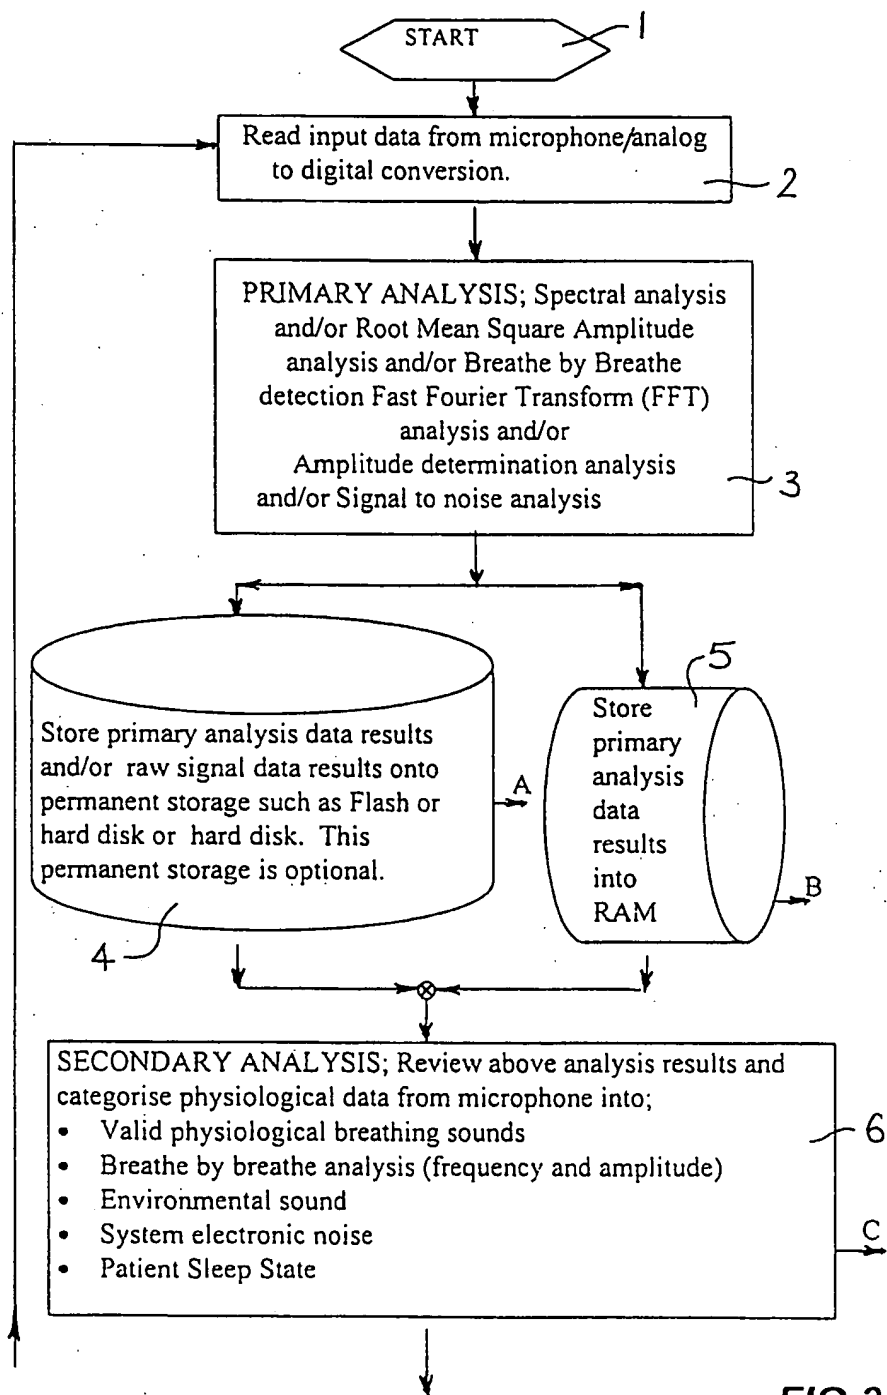 START
1
Read input data from microphone/analog
to digital conversion.
2
PRIMARY ANALYSIS; Spectral analysis
and/or Root Mean Square Amplitude
analysis and/or Breathe by Breathe
detection Fast Fourier Transform (FFT)
analysis and/or
Amplitude determination analysis
and/or Signal to noise analysis
3
Store primary analysis data results
and/or raw signal data results onto
permanent storage such as Flash or
hard disk or hard disk. This
permanent storage is optional.
A
4
5
Store
primary
analysis
data
results
into
RAM
B
SECONDARY ANALYSIS; Review above analysis results and
categorise physiological data from microphone into;
• Valid physiological breathing sounds
• Breathe by breathe analysis (frequency and amplitude)
• Environmental sound
• System electronic noise
• Patient Sleep State
6
C